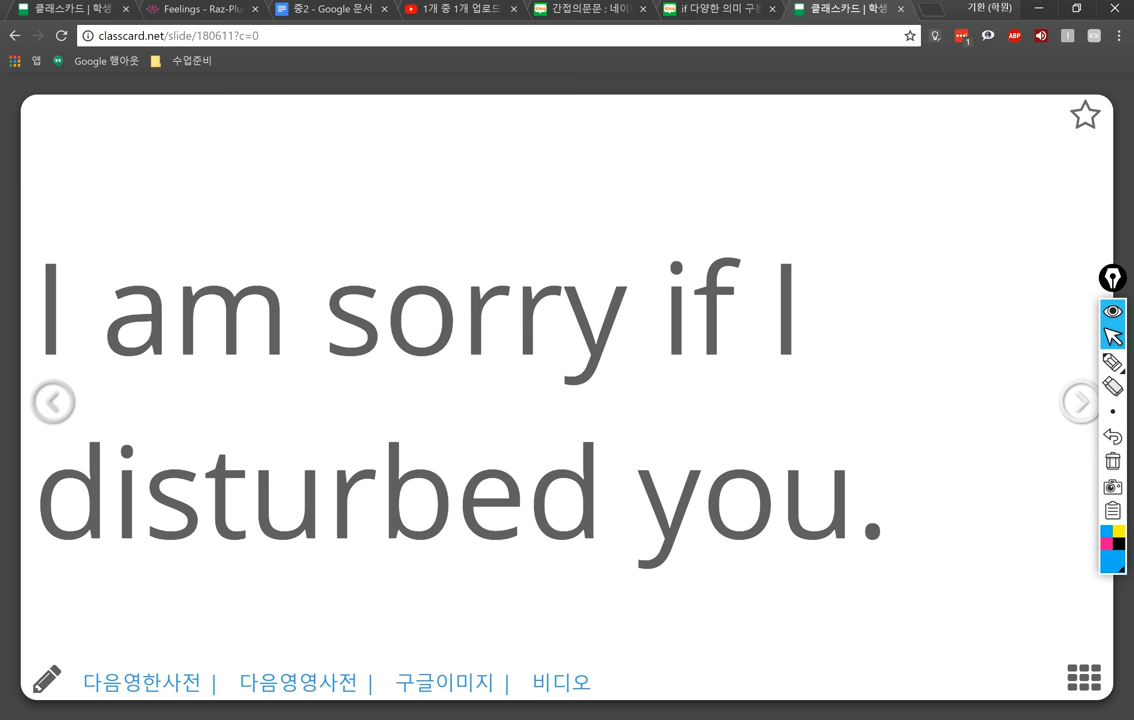 클래스카드 | 학생
Feelings - Raz-Plu
중2 - Google 문서
1개 중 1개 업로드
간접의문문 : 네이
if 다양한 의미 구분
클래스카드 | 학생
기환 (학원)
classcard.net/slide/180611?c=0
1
ABP
앱 Google 행아웃 수업준비
I am sorry if I
disturbed you.
다음영한사전 | 다음영영사전 | 구글이미지 | 비디오